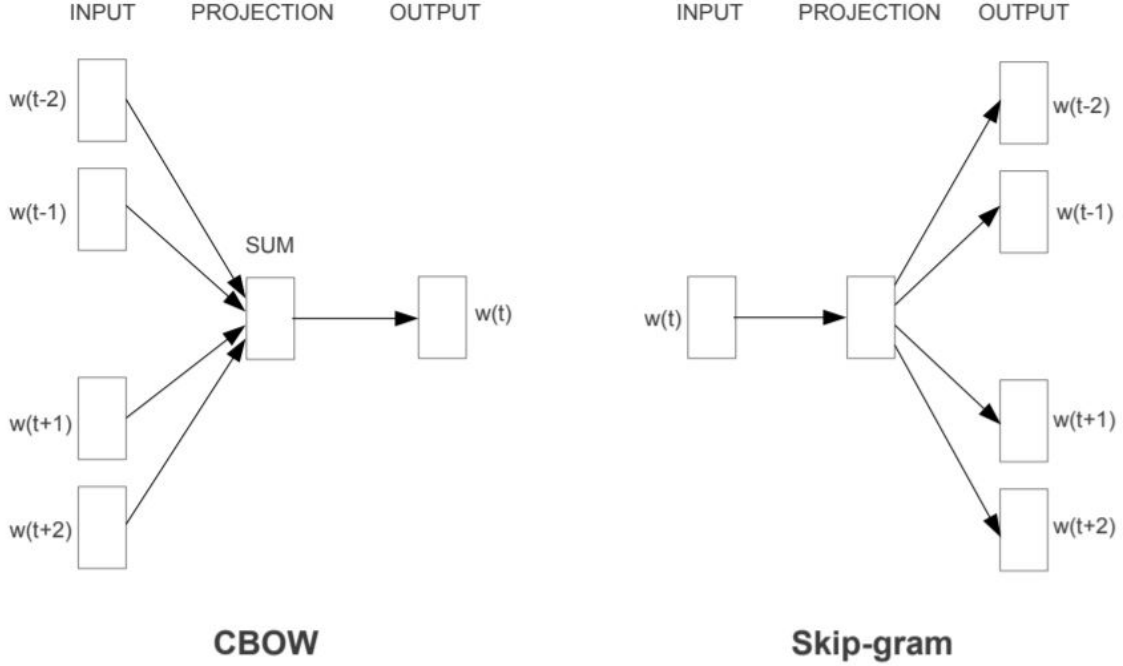 INPUT PROJECTION OUTPUT
w(t-2)
w(t-1)
SUM
w(t)
w(t+1)
w(t+2)
CBOW
INPUT PROJECTION OUTPUT
w(t-2)
w(t-1)
w(t)
w(t+1)
w(t+2)
Skip-gram